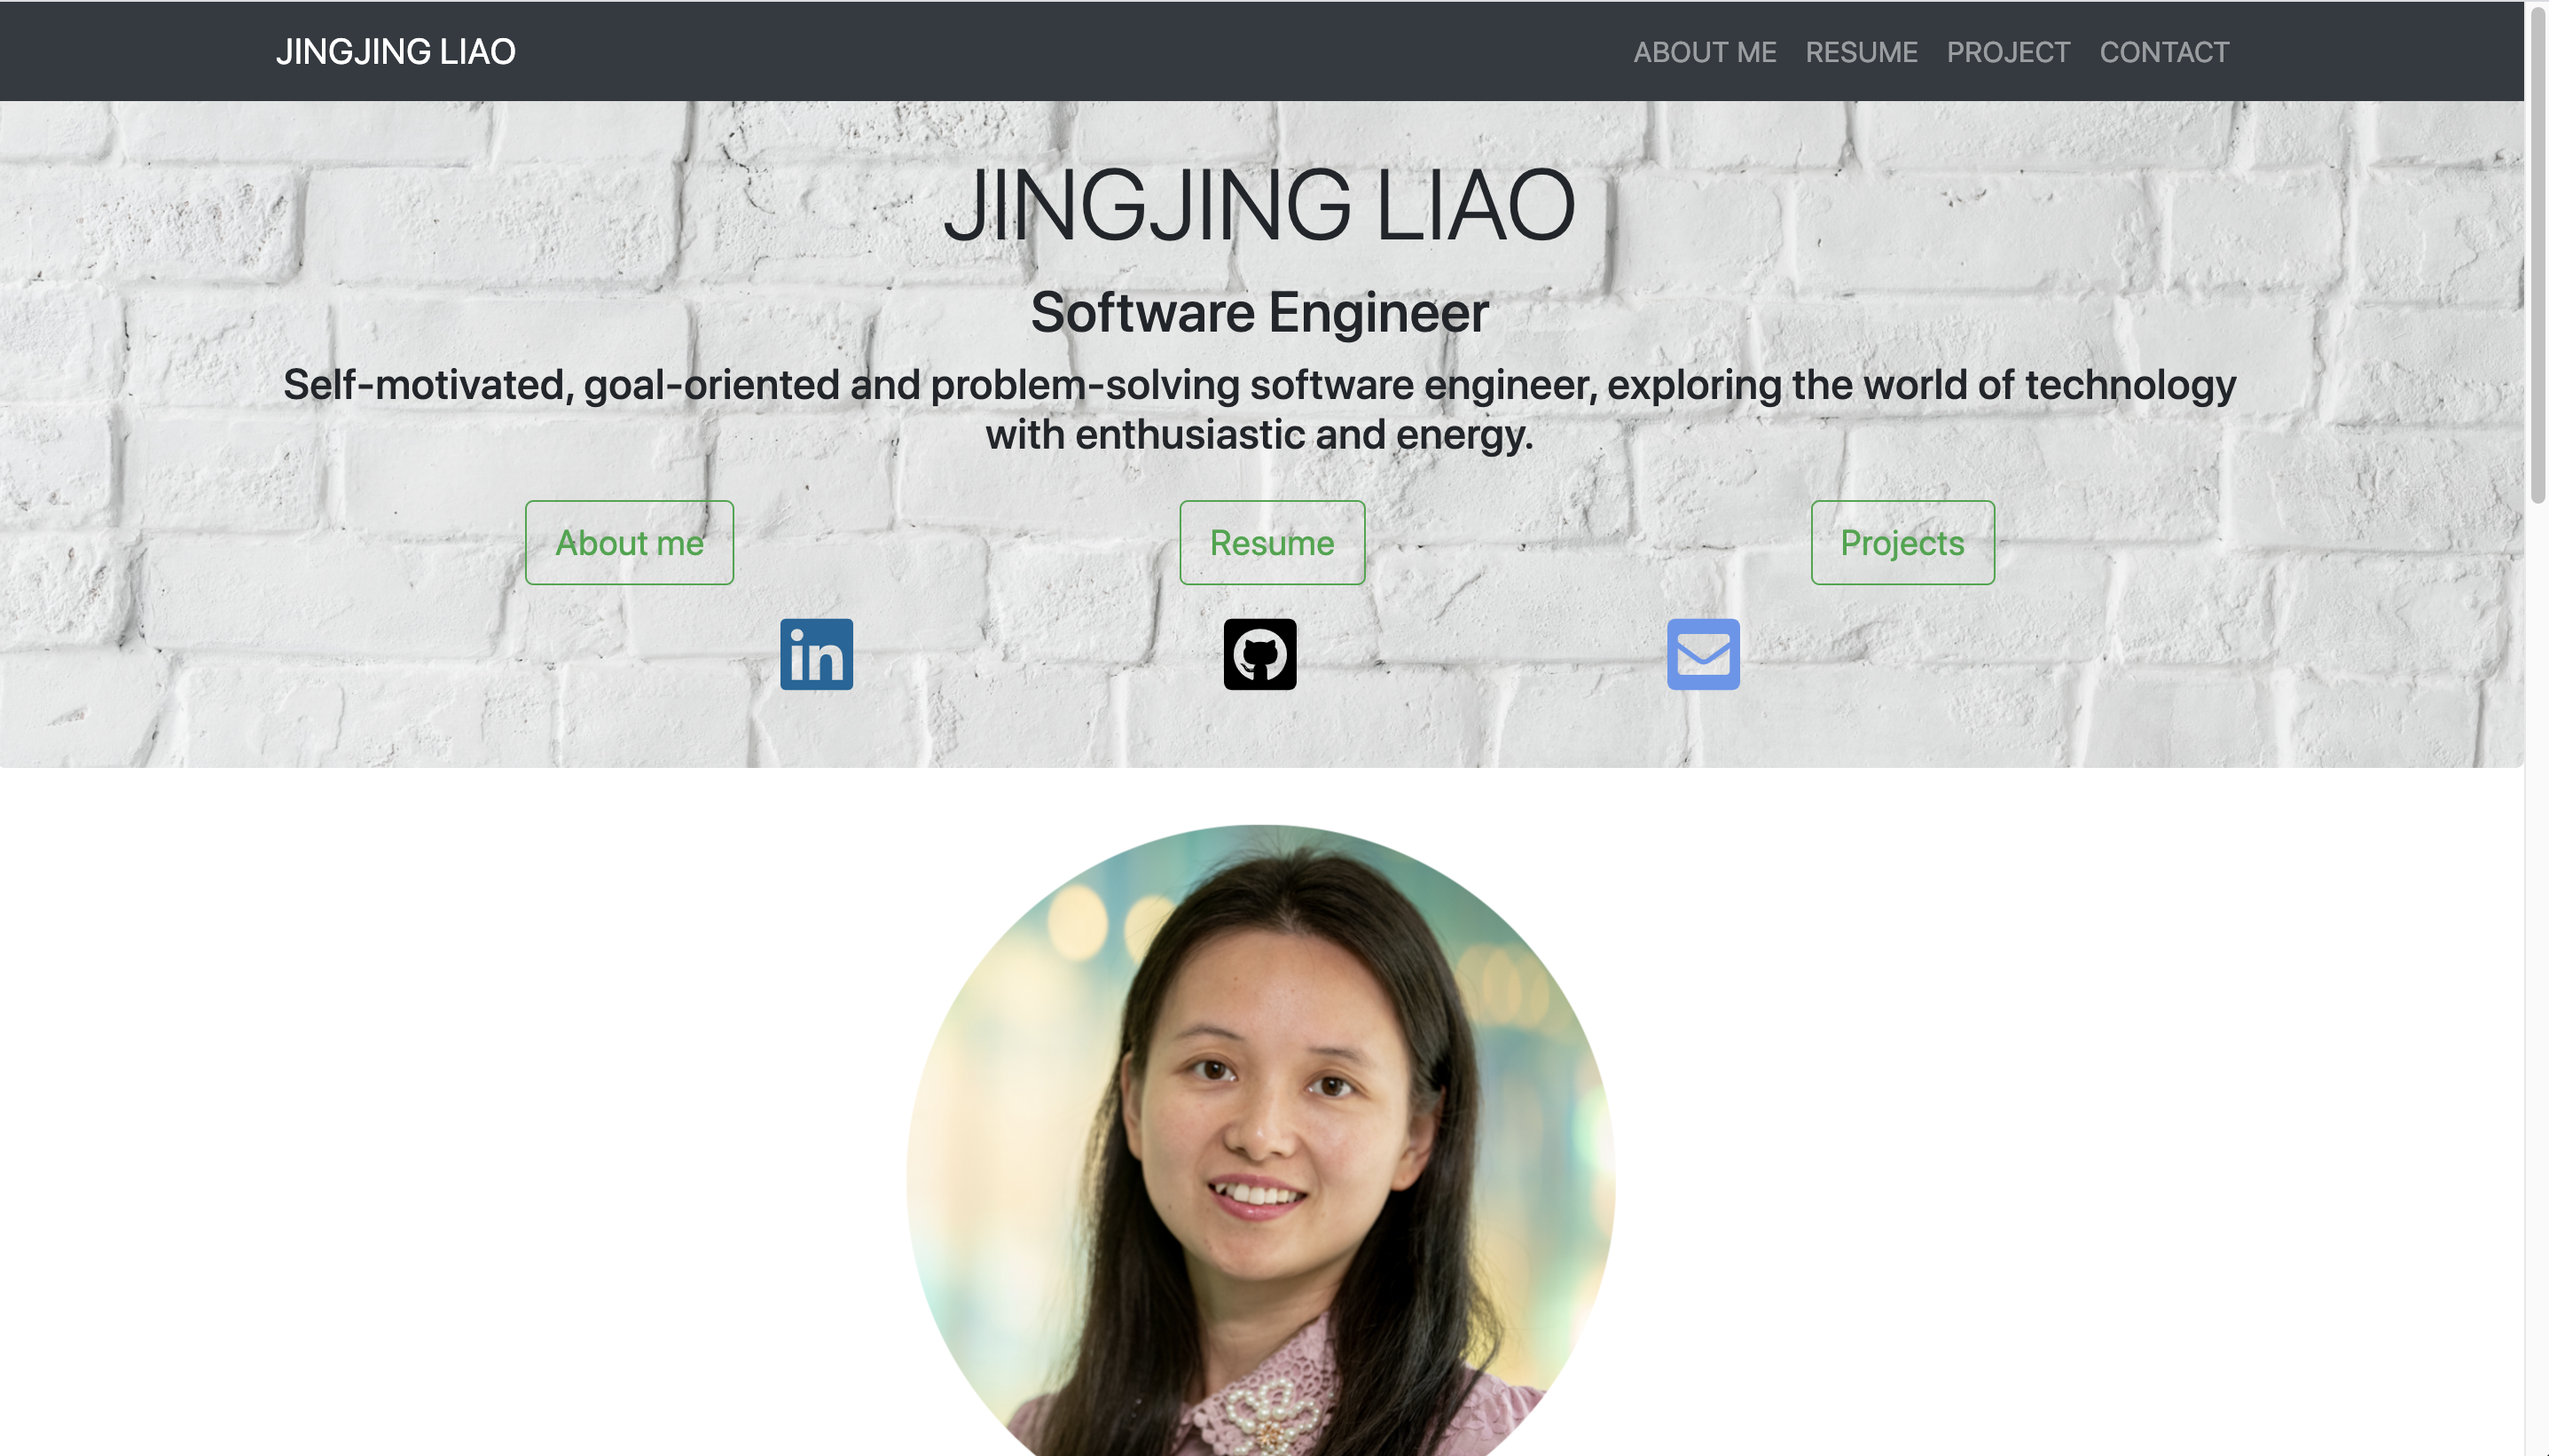 JINGJING LIAO
ABOUT ME RESUME PROJECT CONTACT
JINGJING LIAO
Software Engineer
Self-motivated, goal-oriented and problem-solving software engineer, exploring the world of technology
with enthusiastic and energy.
About me Resume Projects
in